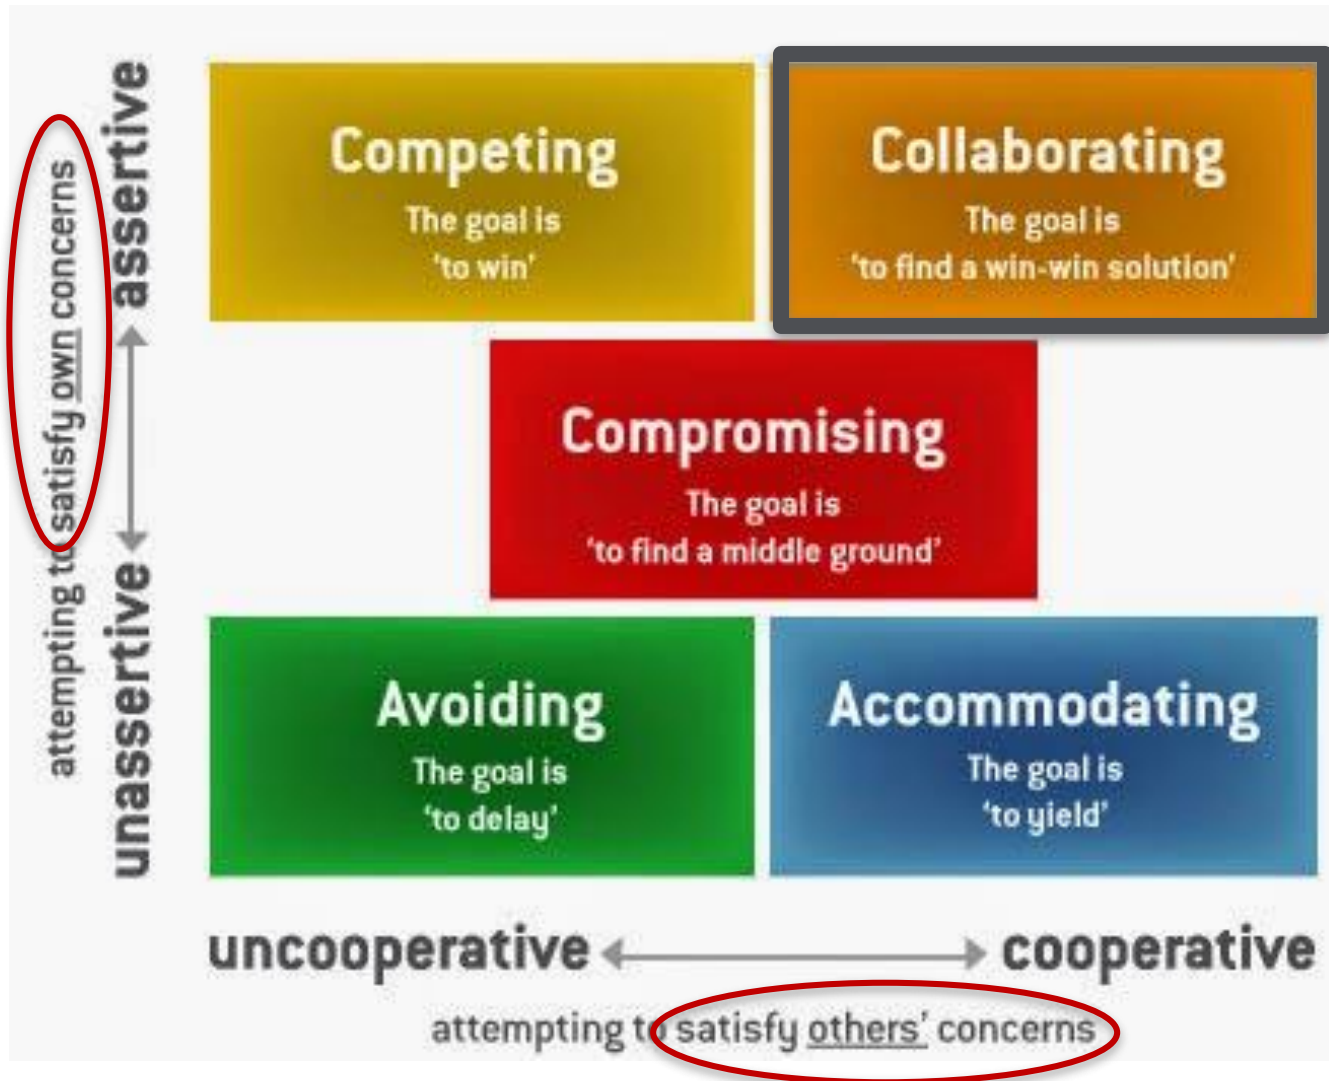 assertive
attempting to satisfy own concerns
unassertive
Competing
The goal is
‘to win’
Collaborating
The goal is
‘to find a win-win solution’
Compromising
The goal is
‘to find a middle ground’
Avoiding
The goal is
‘to delay’
Accommodating
The goal is
‘to yield’
uncooperative
cooperative
attempting to satisfy others’ concerns